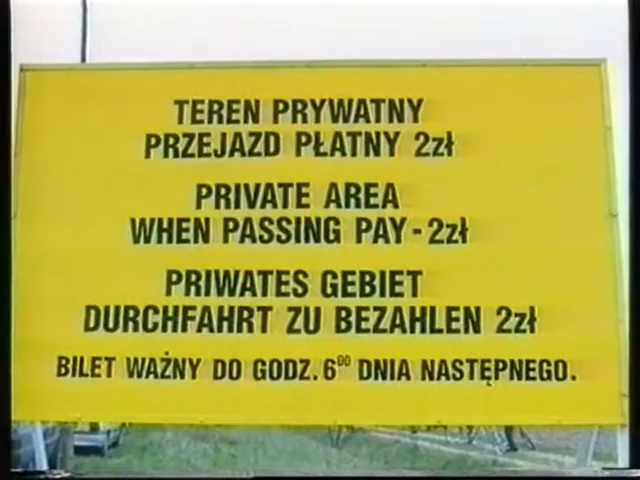 TEREN PRYWATNY
PRZEJAZD PŁATNY 2zł
PRIVATE AREA
WHEN PASSING PAY - 2zł
PRIWATES GEBIET
DURCHFAHRT ZU BEZAHLEN 2zł
BILET WAŻNY DO GODZ. 6⁰⁰ DNIA NASTĘPNEGO.